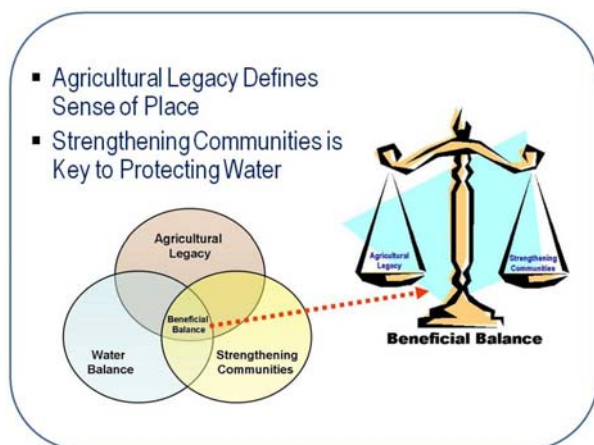 ▪ Agricultural Legacy Defines
Sense of Place
▪ Strengthening Communities is
Key to Protecting Water
Agricultural
Legacy
Beneficial
Balance
Water
Balance
Strengthening
Communities
Agricultural
Legacy
Strengthening
Communities
Beneficial Balance